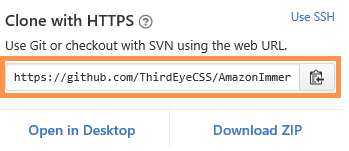 Clone with HTTPS
Use SSH
Use Git or checkout with SVN using the web URL.
https://github.com/ThirdEyeCSS/AmazonImmer
Open in Desktop
Download ZIP